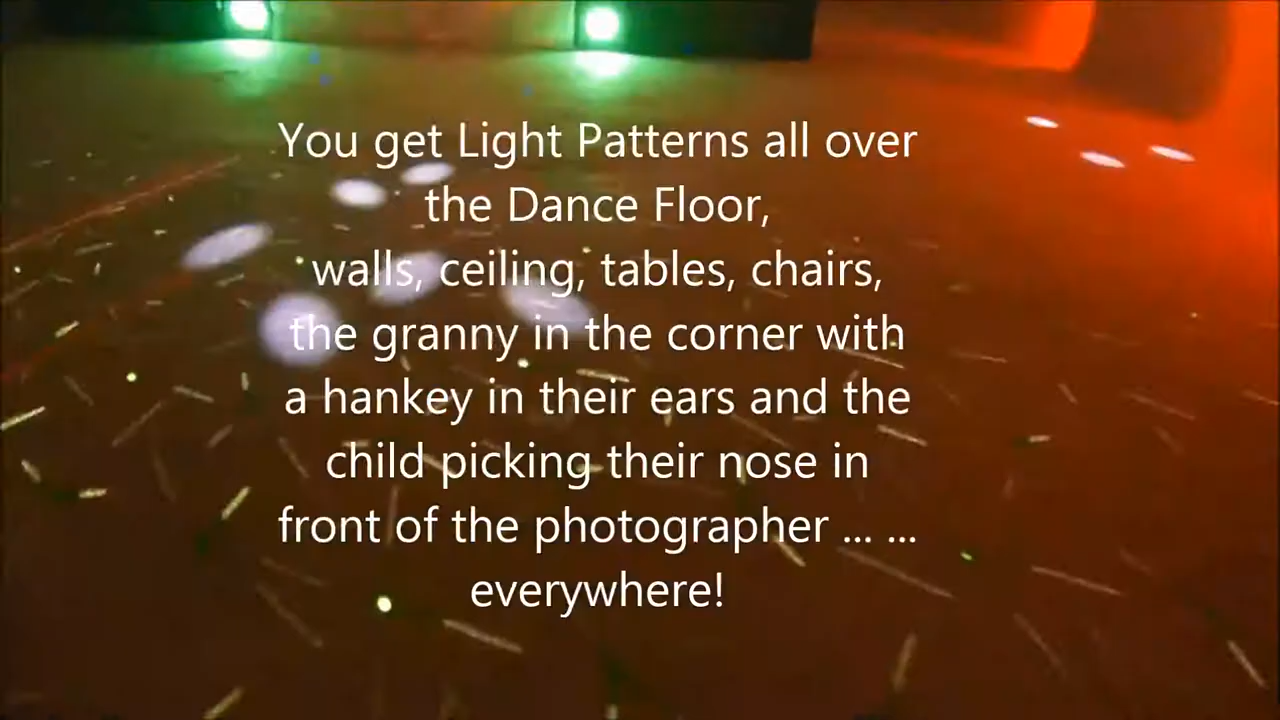 You get Light Patterns all over
the Dance Floor,
walls, ceiling, tables, chairs,
the granny in the corner with
a hankey in their ears and the
child picking their nose in
front of the photographer ... ...
everywhere!